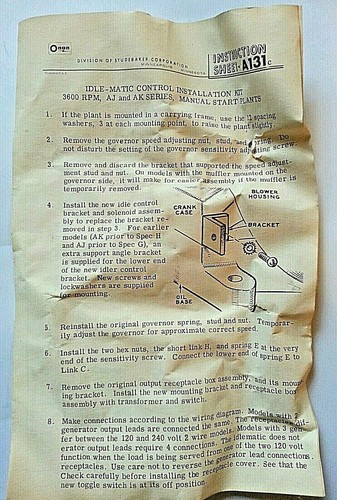 Onan
DIVISION OF STUDEBAKER CORPORATION
MINNEAPOLIS, MINNESOTA
INSTRUCTION
SHEET- A131c
IDLE-MATIC CONTROL INSTALLATION KIT
3600 RPM, AJ and AK SERIES, MANUAL START PLANTS
1. If the plant is mounted in a carrying frame, use the 12 spacing
washers, 3 at each mounting point, to raise the plant slightly.
2. Remove the governor speed adjusting nut, stud, and spring. Do
not disturb the setting of the governor sensitivity adjusting screw.
3. Remove and discard the bracket that supported the speed adjust-
ment stud and nut. On models with the muffler mounted on the
governor side, it will make for easier assembly if the muffler is
temporarily removed.
4. Install the new idle control
bracket and solenoid assem-
bly to replace the bracket re-
moved in step 3. For earlier
models (AK prior to Spec H
and AJ prior to Spec G), an
extra support angle bracket
is supplied for the lower end
of the new idler control
bracket. New screws and
lockwashers are supplied
for mounting.
CRANK
CASE
BLOWER
HOUSING
BRACKET
OIL
BASE
5. Reinstall the original governor spring, stud and nut. Temporar-
ily adjust the governor for approximate correct speed.
6. Install the two hex nuts, the short link H, and spring E at the very
end of the sensitivity screw. Connect the lower end of spring E to
Link C.
7. Remove the original output receptacle box assembly, and its mount-
ing bracket. Install the new mounting bracket and receptacle box
assembly with transformer and switch.
8. Make connections according to the wiring diagram. Models with 2
generator output leads are connected the same. The receptacles dif-
fer between the 120 and 240 volt 2 wire models. Models with 3 gen-
erator output leads require 4 connections. The idlematic does not
function when the load is being served from one of the two 120 volt
receptacles. Use care not to reverse the generator lead connections.
Check carefully before installing the receptacle cover. See that the
new toggle switch is at its off position.